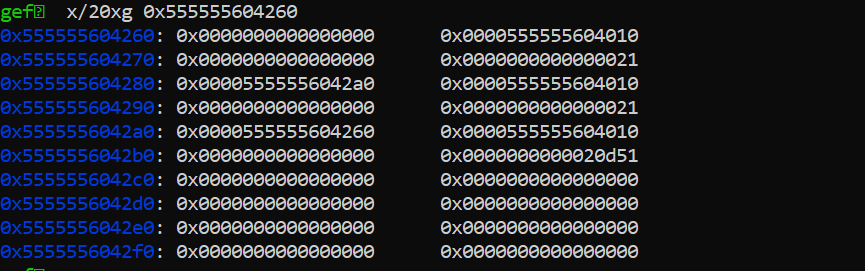 gef⍰  x/20xg 0x555555604260
0x555555604260: 0x0000000000000000 0x0000555555604010
0x555555604270: 0x0000000000000000 0x0000000000000021
0x555555604280: 0x00005555556042a0 0x0000555555604010
0x555555604290: 0x0000000000000000 0x0000000000000021
0x5555556042a0: 0x0000555555604260 0x0000555555604010
0x5555556042b0: 0x0000000000000000 0x0000000000020d51
0x5555556042c0: 0x0000000000000000 0x0000000000000000
0x5555556042d0: 0x0000000000000000 0x0000000000000000
0x5555556042e0: 0x0000000000000000 0x0000000000000000
0x5555556042f0: 0x0000000000000000 0x0000000000000000